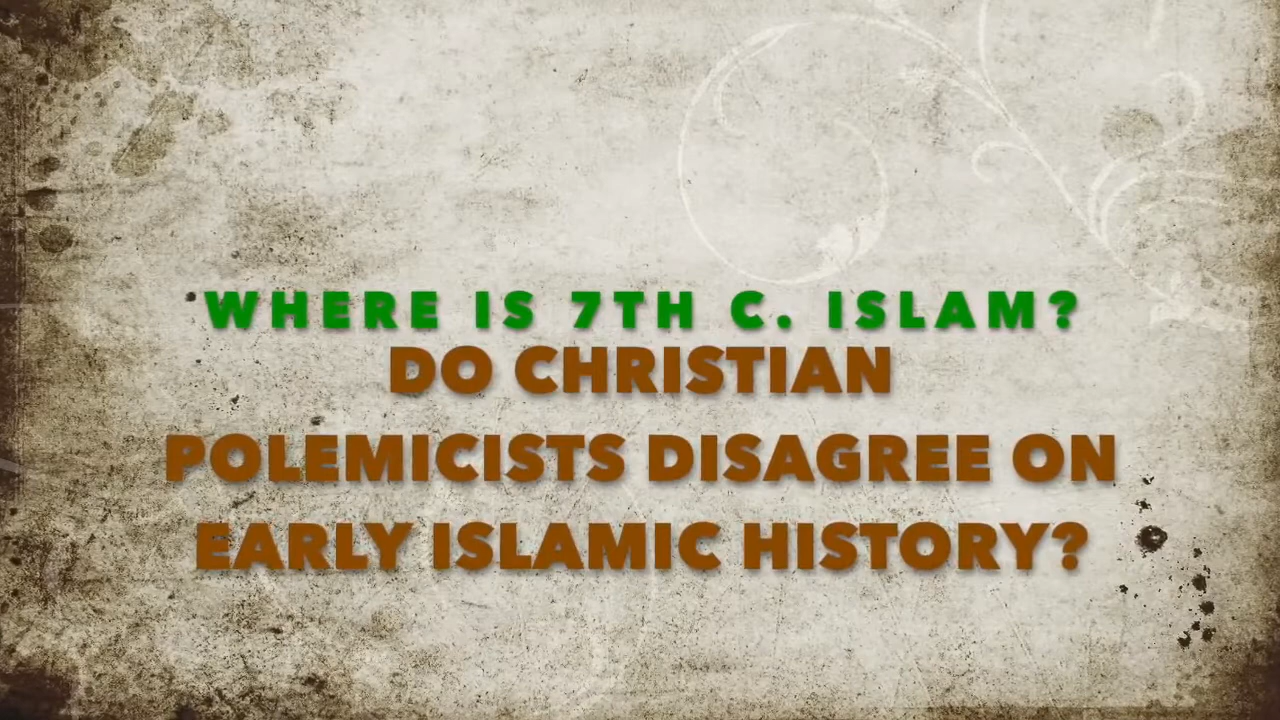 WHERE IS 7TH C. ISLAM?
DO CHRISTIAN
POLEMICISTS DISAGREE ON
EARLY ISLAMIC HISTORY?